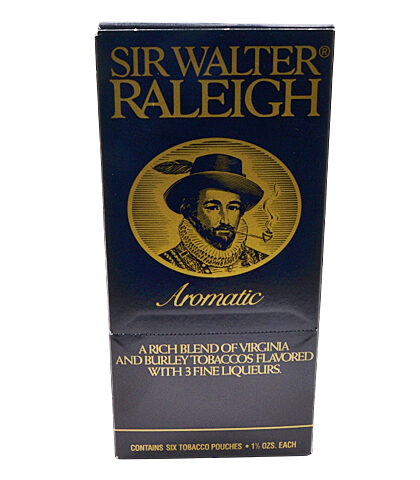 SIR WALTER®
RALEIGH
Aromatic
A RICH BLEND OF VIRGINIA
AND BURLEY TOBACCOS FLAVORED
WITH 3 FINE LIQUEURS.
CONTAINS SIX TOBACCO POUCHES • 1½ OZS. EACH